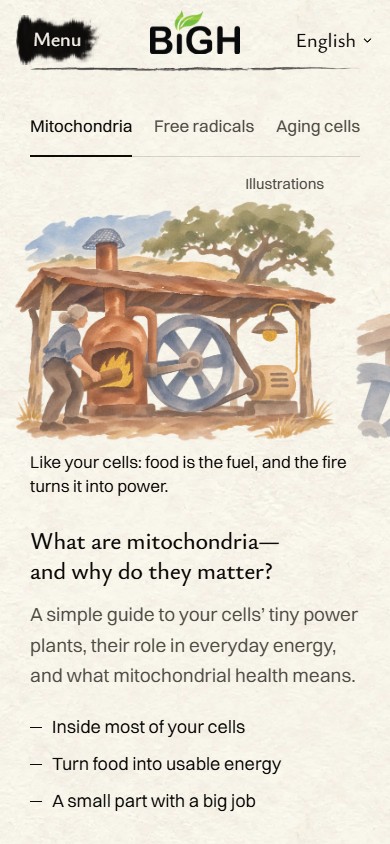 Menu
BiGH
English
Mitochondria
Free radicals
Aging cells
Illustrations
Like your cells: food is the fuel, and the fire
turns it into power.
What are mitochondria—
and why do they matter?
A simple guide to your cells’ tiny power
plants, their role in everyday energy,
and what mitochondrial health means.
— Inside most of your cells
— Turn food into usable energy
— A small part with a big job